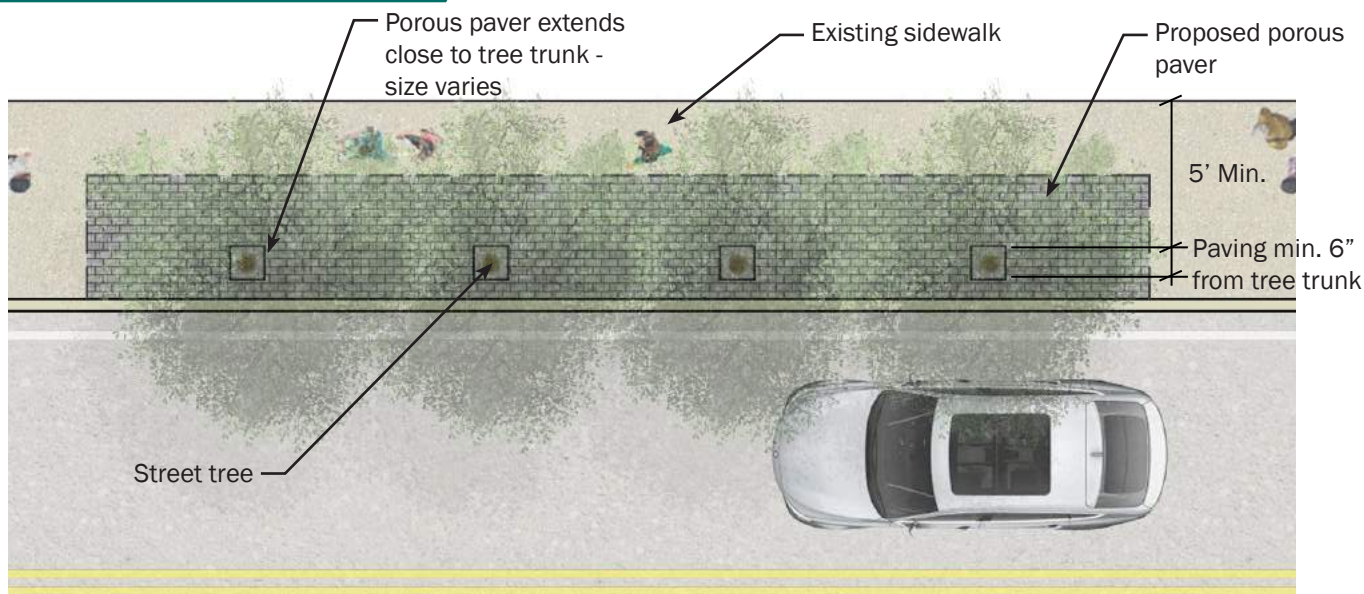 Porous paver extends
close to tree trunk -
size varies
Existing sidewalk
Proposed porous
paver
5’ Min.
Paving min. 6”
from tree trunk
Street tree